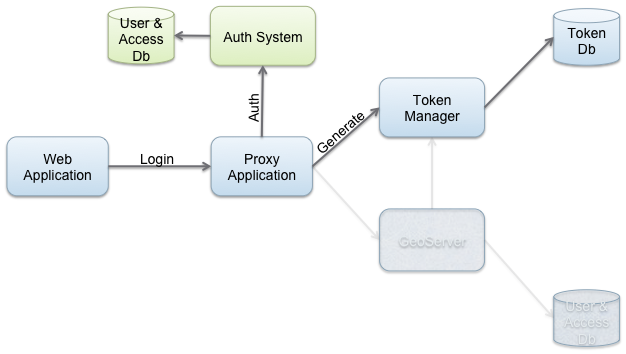 User &
Access
Db
Auth System
Token
Db
Auth
Generate
Token
Manager
Web
Application
Login
Proxy
Application
GeoServer
User &
Access
Db